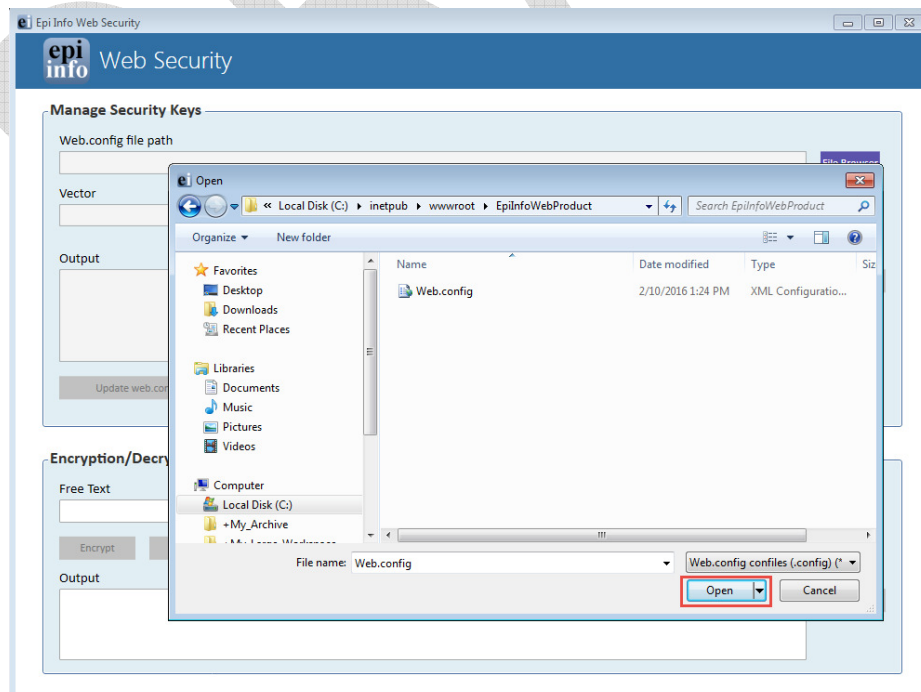 Epi Info Web Security
epi info Web Security
Manage Security Keys
Web.config file path
File Browser
Vector
Output
Update web.con
Encryption/Decry
Free Text
Encrypt
Output
Open
« Local Disk (C:) ▸ inetpub ▸ wwwroot ▸ EpiInfoWebProduct
Search EpiInfoWebProduct
Organize New folder
Favorites
Desktop
Downloads
Recent Places
Libraries
Documents
Music
Pictures
Videos
Computer
Local Disk (C:)
+My_Archive
Name Date modified Type Siz
Web.config 2/10/2016 1:24 PM XML Configuratio...
File name: Web.config
Web.config confiles (.config) (*
Open Cancel